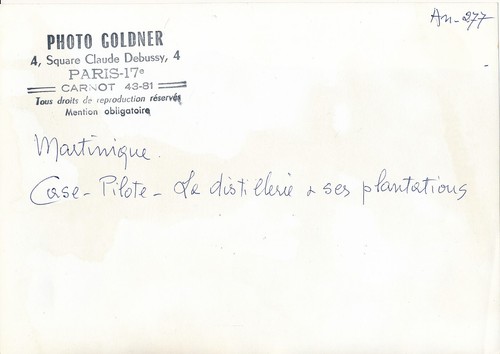 An-277
PHOTO GOLDNER
4, Square Claude Debussy, 4
PARIS-17e
CARNOT 43-81
Tous droits de reproduction réservés
Mention obligatoire
Martinique.
Case-Pilote - La distillerie & ses plantations